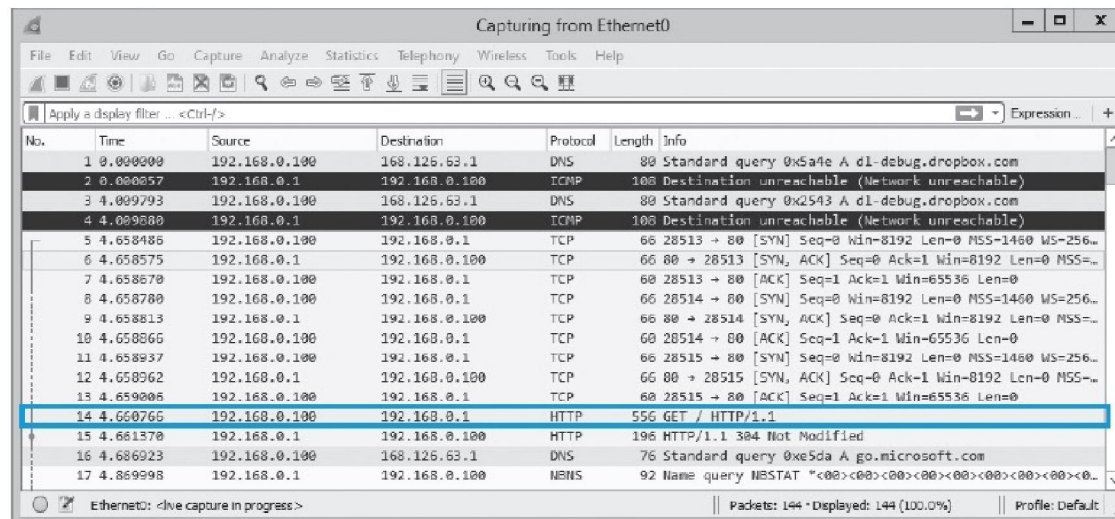 Capturing from Ethernet0
File Edit View Go Capture Analyze Statistics Telephony Wireless Tools Help
Apply a display filter ... <Ctrl-/> Expression... +
No. Time Source Destination Protocol Length Info
1 0.000000 192.168.0.100 168.126.63.1 DNS 80 Standard query 0x5a4e A dl-debug.dropbox.com
2 0.000057 192.168.0.1 192.168.0.100 ICMP 108 Destination unreachable (Network unreachable)
3 4.009793 192.168.0.100 168.126.63.1 DNS 80 Standard query 0x2543 A dl-debug.dropbox.com
4 4.009880 192.168.0.1 192.168.0.100 ICMP 108 Destination unreachable (Network unreachable)
5 4.658486 192.168.0.100 192.168.0.1 TCP 66 28513 → 80 [SYN] Seq=0 Win=8192 Len=0 MSS=1460 WS=256…
6 4.658575 192.168.0.1 192.168.0.100 TCP 66 80 → 28513 [SYN, ACK] Seq=0 Ack=1 Win=8192 Len=0 MSS=…
7 4.658670 192.168.0.100 192.168.0.1 TCP 60 28513 → 80 [ACK] Seq=1 Ack=1 Win=65536 Len=0
8 4.658780 192.168.0.100 192.168.0.1 TCP 66 28514 → 80 [SYN] Seq=0 Win=8192 Len=0 MSS=1460 WS=256…
9 4.658813 192.168.0.1 192.168.0.100 TCP 66 80 → 28514 [SYN, ACK] Seq=0 Ack=1 Win=8192 Len=0 MSS=…
10 4.658866 192.168.0.100 192.168.0.1 TCP 60 28514 → 80 [ACK] Seq=1 Ack=1 Win=65536 Len=0
11 4.658937 192.168.0.100 192.168.0.1 TCP 66 28515 → 80 [SYN] Seq=0 Win=8192 Len=0 MSS=1460 WS=256…
12 4.658962 192.168.0.1 192.168.0.100 TCP 66 80 → 28515 [SYN, ACK] Seq=0 Ack=1 Win=8192 Len=0 MSS=…
13 4.659006 192.168.0.100 192.168.0.1 TCP 60 28515 → 80 [ACK] Seq=1 Ack=1 Win=65536 Len=0
14 4.660766 192.168.0.100 192.168.0.1 HTTP 556 GET / HTTP/1.1
15 4.661370 192.168.0.1 192.168.0.100 HTTP 196 HTTP/1.1 304 Not Modified
16 4.686923 192.168.0.100 168.126.63.1 DNS 76 Standard query 0xe5da A go.microsoft.com
17 4.869998 192.168.0.1 192.168.0.100 NBNS 92 Name query NBSTAT *<00><00><00><00><00><00><00><00><0…
Ethernet0: <live capture in progress> Packets: 144 · Displayed: 144 (100.0%) Profile: Default